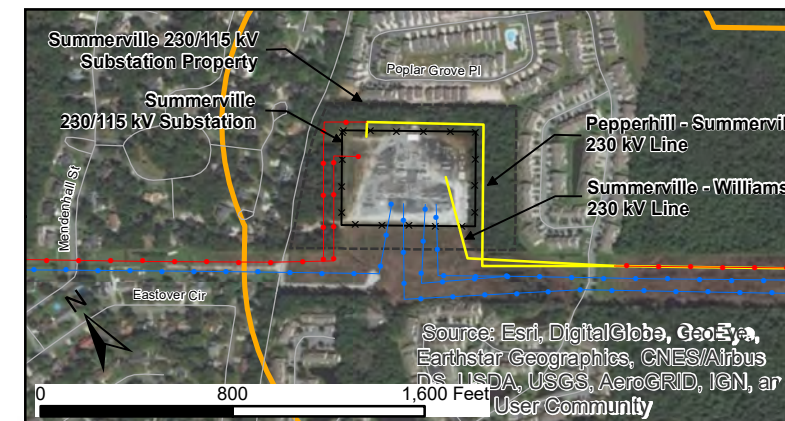 Summerville 230/115 kV
Substation Property
Poplar Grove Pl
Summerville
230/115 kV Substation
Pepperhill - Summervil
230 kV Line
Summerville - Williams
230 kV Line
Mendenhall St
Eastover Cir
N
Source: Esri, DigitalGlobe, GeoEye,
Earthstar Geographics, CNES/Airbus
DS, USDA, USGS, AeroGRID, IGN, an
User Community
0 800 1,600 Feet